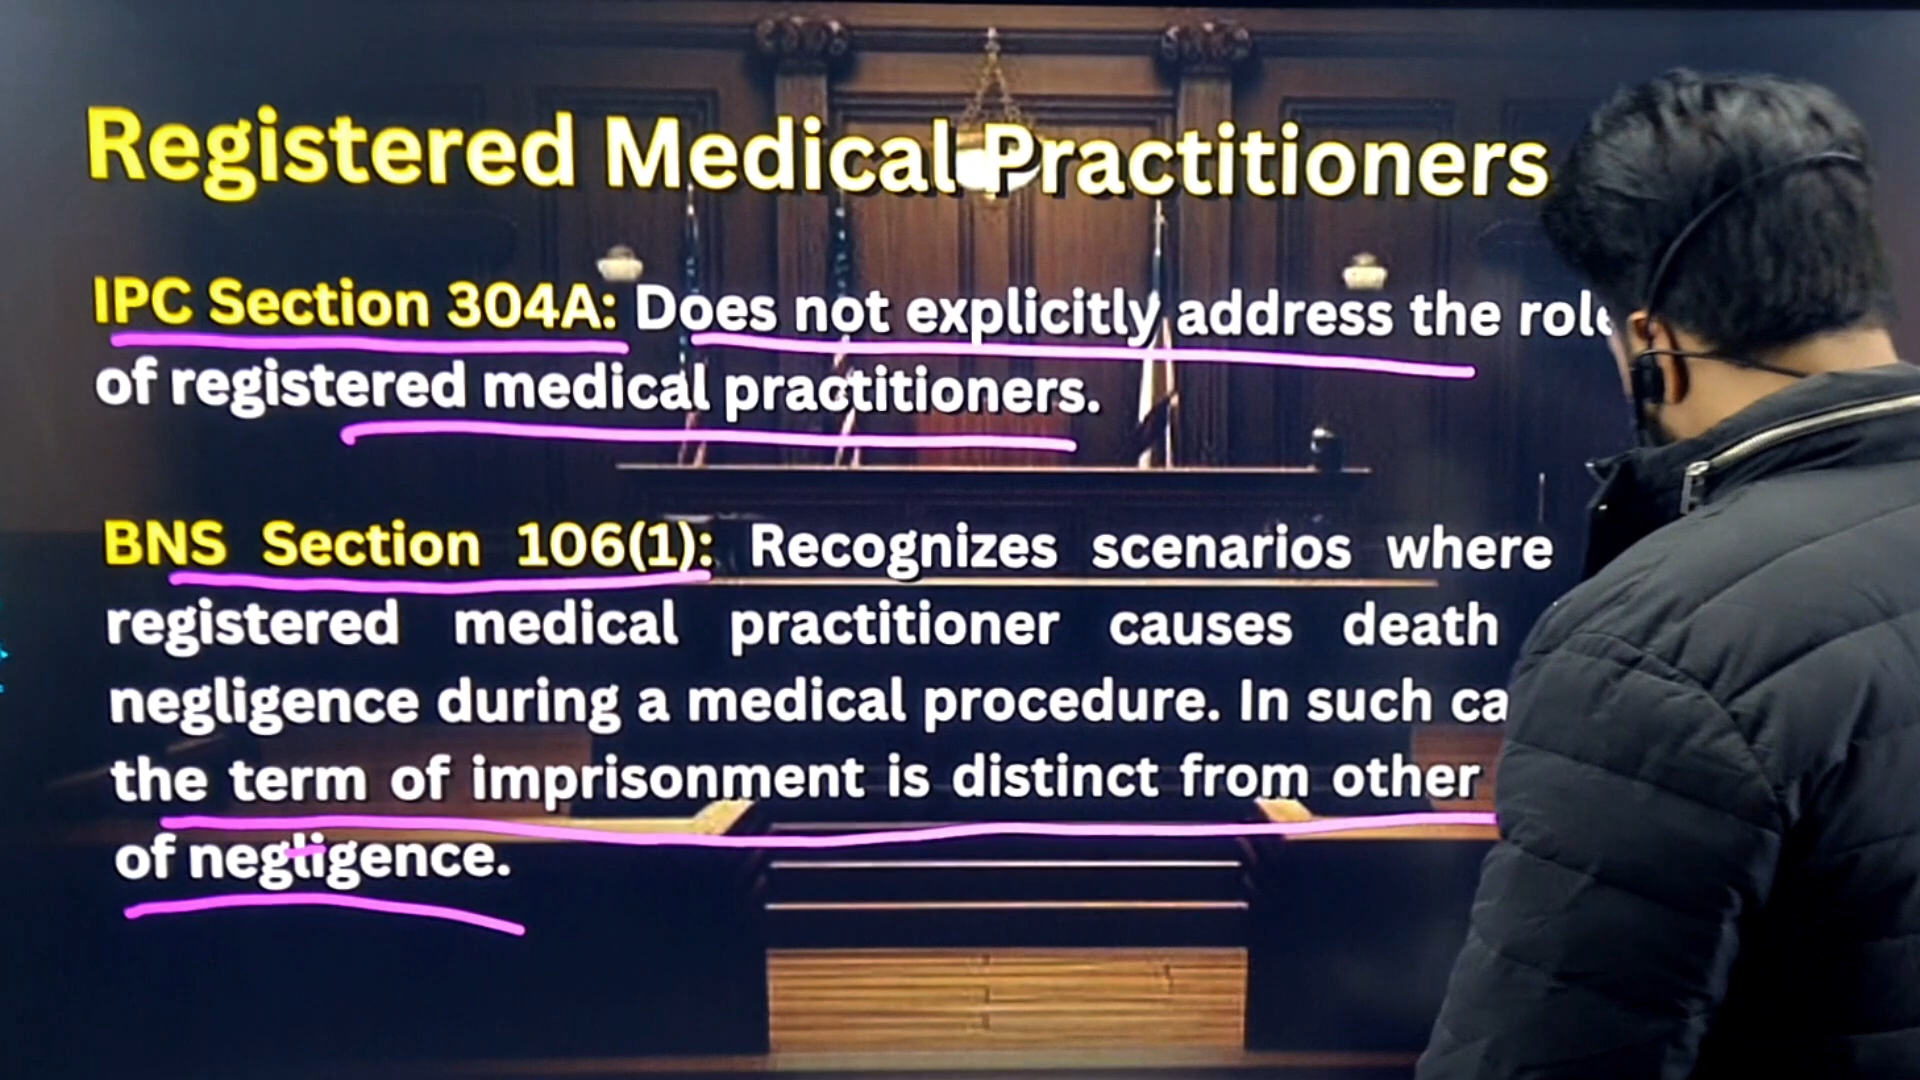 Registered Medical Practitioners
IPC Section 304A: Does not explicitly address the role
of registered medical practitioners.
BNS Section 106(1): Recognizes scenarios where
registered medical practitioner causes death
negligence during a medical procedure. In such
the term of imprisonment is distinct from other
of negligence.